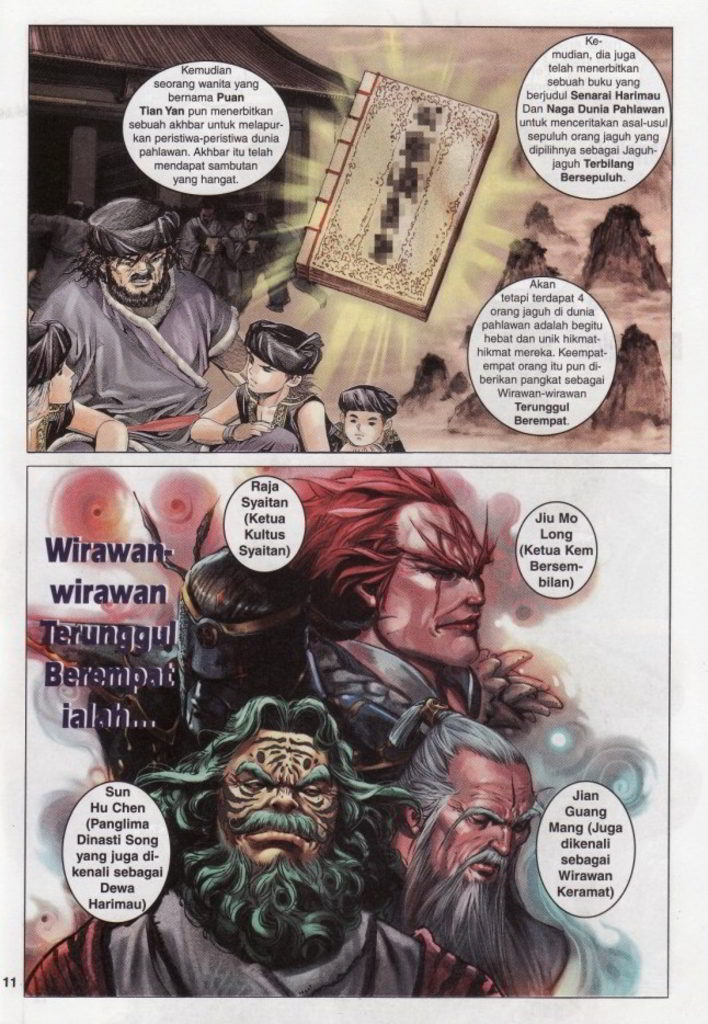 Kemudian
seorang wanita yang
bernama Puan
Tian Yan pun menerbitkan
sebuah akhbar untuk melapur-
kan peristiwa-peristiwa dunia
pahlawan. Akhbar itu telah
mendapat sambutan
yang hangat.
Ke-
mudian, dia juga
telah menerbitkan
sebuah buku yang
berjudul Senarai Harimau
Dan Naga Dunia Pahlawan
untuk menceritakan asal-usul
sepuluh orang jaguh yang
dipilihnya sebagai Jaguh-
jaguh Terbilang
Bersepuluh.
Akan
tetapi terdapat 4
orang jaguh di dunia
pahlawan adalah begitu
hebat dan unik hikmat-
hikmat mereka. Keempat-
empat orang itu pun di-
berikan pangkat sebagai
Wirawan-wirawan
Terunggul
Berempat.
Wirawan-
wirawan
Terunggul
Berempat
ialah...
Raja
Syaitan
(Ketua
Kultus
Syaitan)
Jiu Mo
Long
(Ketua Kem
Bersem-
bilan)
Sun
Hu Chen
(Panglima
Dinasti Song
yang juga di-
kenali sebagai
Dewa
Harimau)
Jian
Guang
Mang (Juga
dikenali
sebagai
Wirawan
Keramat)
11